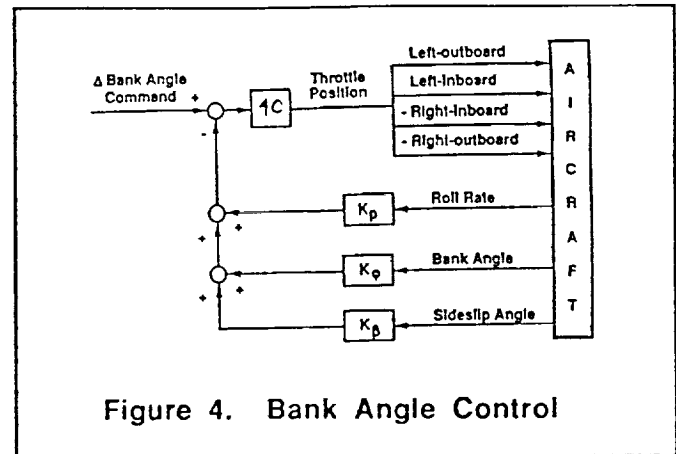 Δ Bank Angle
Command
+
-
Throttle
Position
Left-outboard
Left-inboard
- Right-inboard
- Right-outboard
A
I
R
C
R
A
F
T
Roll Rate
Kp
+
+
Bank Angle
Kφ
+
+
Sideslip Angle
Kβ
Figure 4. Bank Angle Control